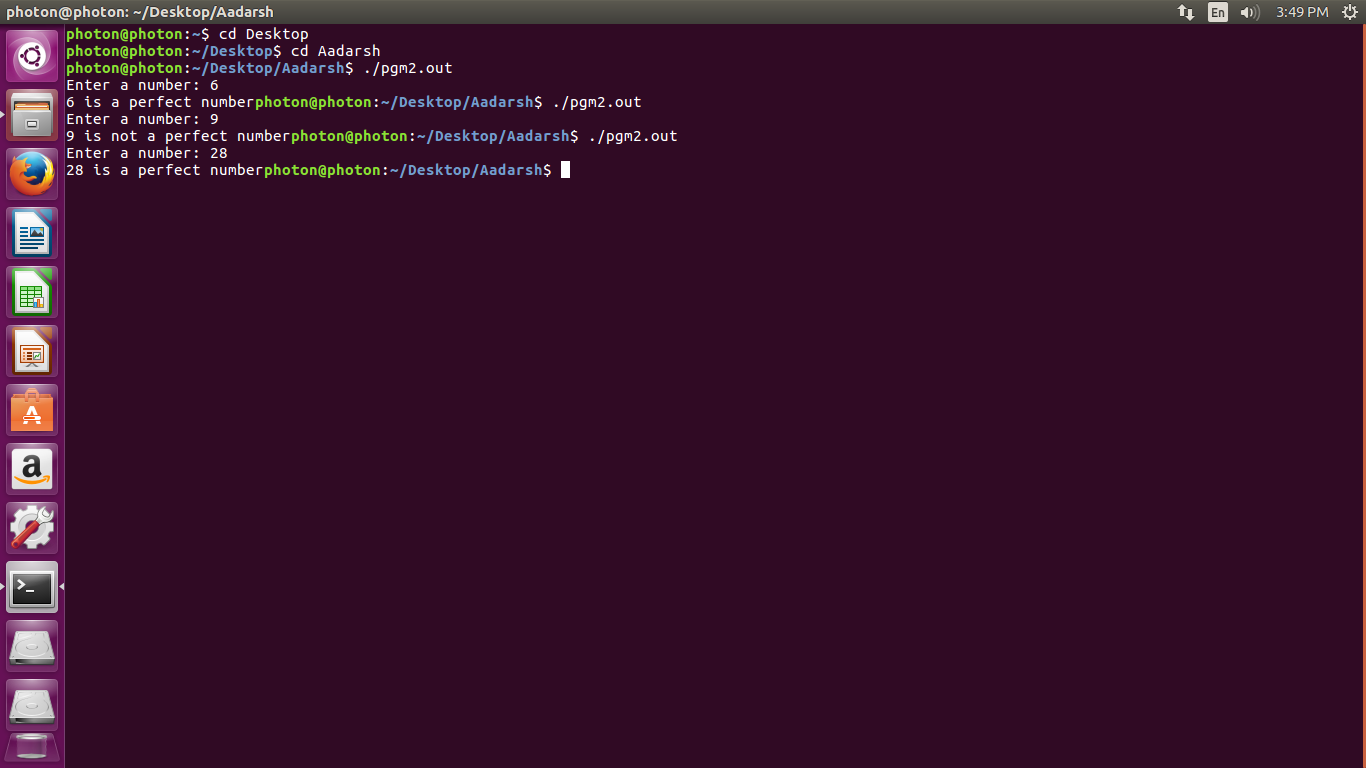 photon@photon: ~/Desktop/Aadarsh
En
3:49 PM
photon@photon:~$ cd Desktop
photon@photon:~/Desktop$ cd Aadarsh
photon@photon:~/Desktop/Aadarsh$ ./pgm2.out
Enter a number: 6
6 is a perfect numberphoton@photon:~/Desktop/Aadarsh$ ./pgm2.out
Enter a number: 9
9 is not a perfect numberphoton@photon:~/Desktop/Aadarsh$ ./pgm2.out
Enter a number: 28
28 is a perfect numberphoton@photon:~/Desktop/Aadarsh$
A
a
>_